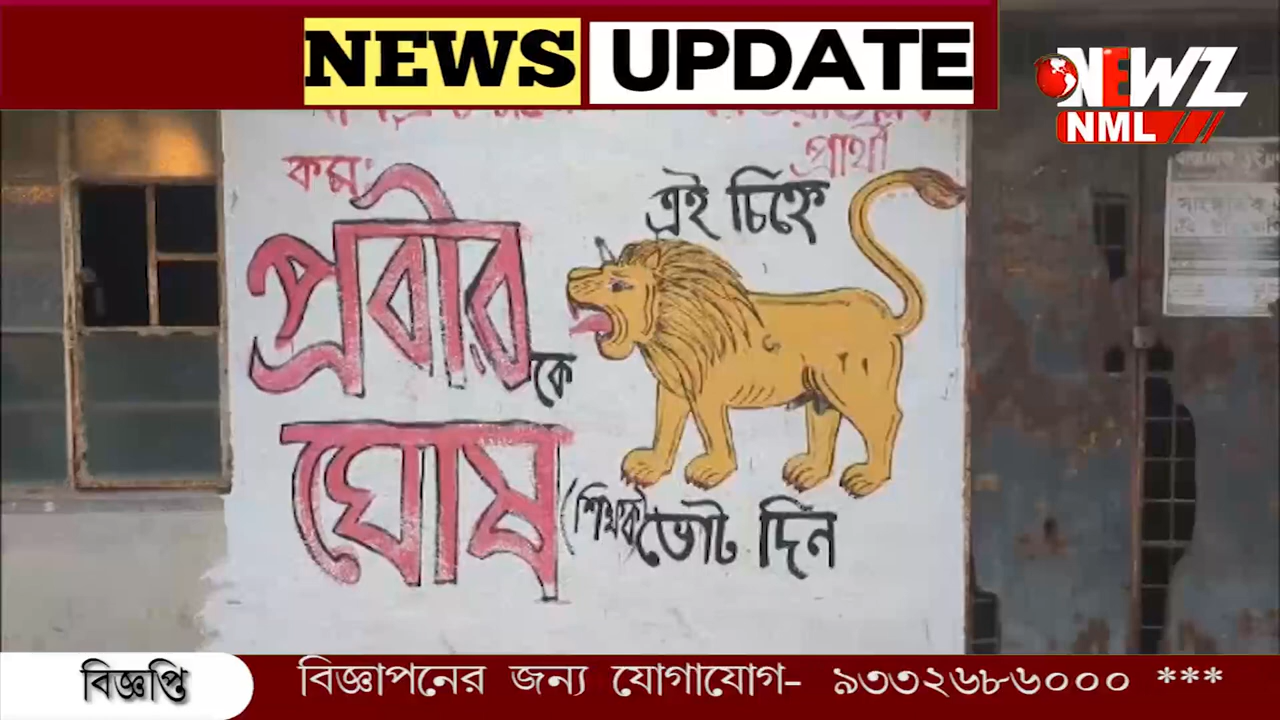 NEWS UPDATE
NEWZ
NML
প্রার্থী
কমঃ
এই চিহ্নে
প্রবীর কে
ঘোষ
(শিক্ষক) ভোট দিন
বিজ্ঞপ্তি
বিজ্ঞাপনের জন্য যোগাযোগ- ৯৩৩২৬৮৬০০০ ***